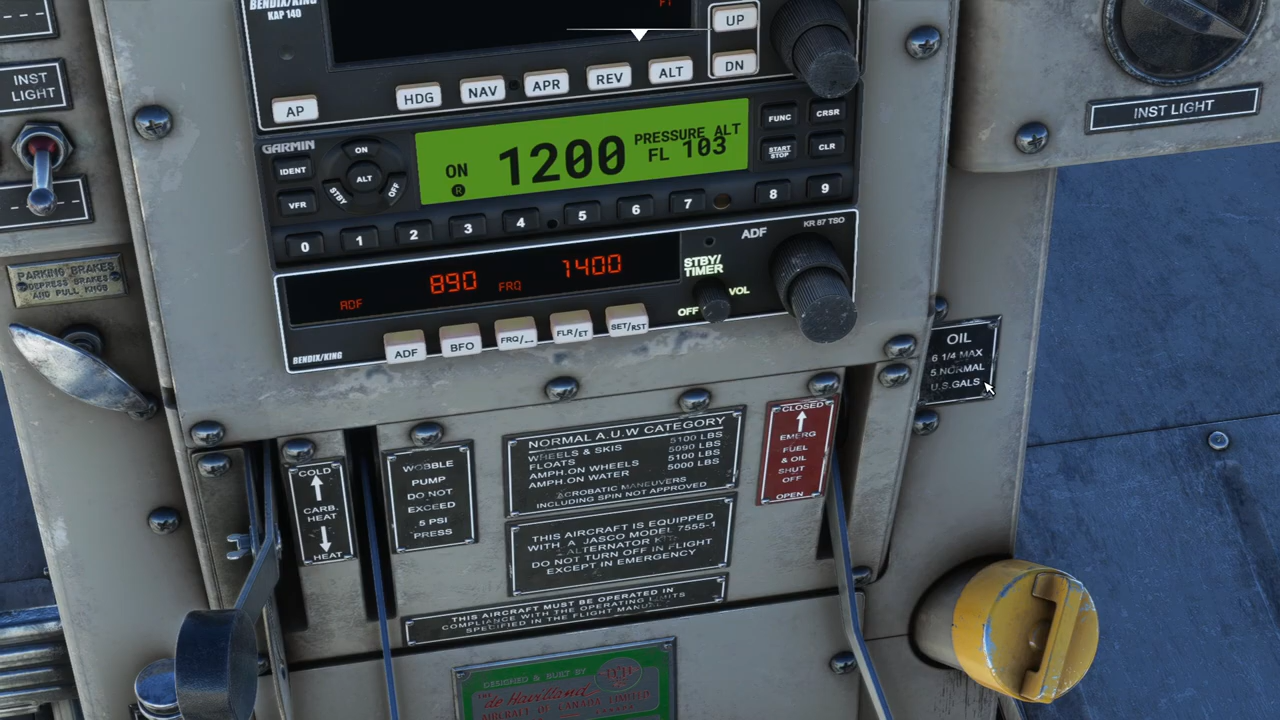 BENDIX/KING
KAP 140
FT
UP
DN
AP
HDG
NAV
APR
REV
ALT
INST
LIGHT
INST LIGHT
GARMIN
IDENT
VFR
ON
ALT
STBY
OFF
ON
R
1200
PRESSURE ALT
FL 103
FUNC
CRSR
START
STOP
CLR
0
1
2
3
4
5
6
7
8
9
PARKING BRAKES
DEPRESS BRAKES
AND PULL KNOB
ADF
890
FRQ
1400
STBY/
TIMER
VOL
OFF
ADF
KR 87 TSO
ADF
BFO
FRQ/↔
FLR/ET
SET/RST
BENDIX/KING
OIL
6 1/4 MAX
5 NORMAL
U.S.GALS
COLD
CARB.
HEAT
HEAT
WOBBLE
PUMP
DO NOT
EXCEED
5 PSI
PRESS
NORMAL A.U.W CATEGORY
WHEELS & SKIS 5100 LBS
FLOATS 5090 LBS
AMPH.ON WHEELS 5100 LBS
AMPH.ON WATER 5000 LBS
ACROBATIC MANEUVERS
INCLUDING SPIN NOT APPROVED
THIS AIRCRAFT IS EQUIPPED
WITH A JASCO MODEL 7555-1
ALTERNATOR KIT
DO NOT TURN OFF IN FLIGHT
EXCEPT IN EMERGENCY
THIS AIRCRAFT MUST BE OPERATED IN
COMPLIANCE WITH THE OPERATING LIMITS
SPECIFIED IN THE FLIGHT MANUAL
CLOSED
EMERG
FUEL
& OIL
SHUT
OFF
OPEN
DESIGNED & BUILT BY
THE
de Havilland
AIRCRAFT OF CANADA LIMITED